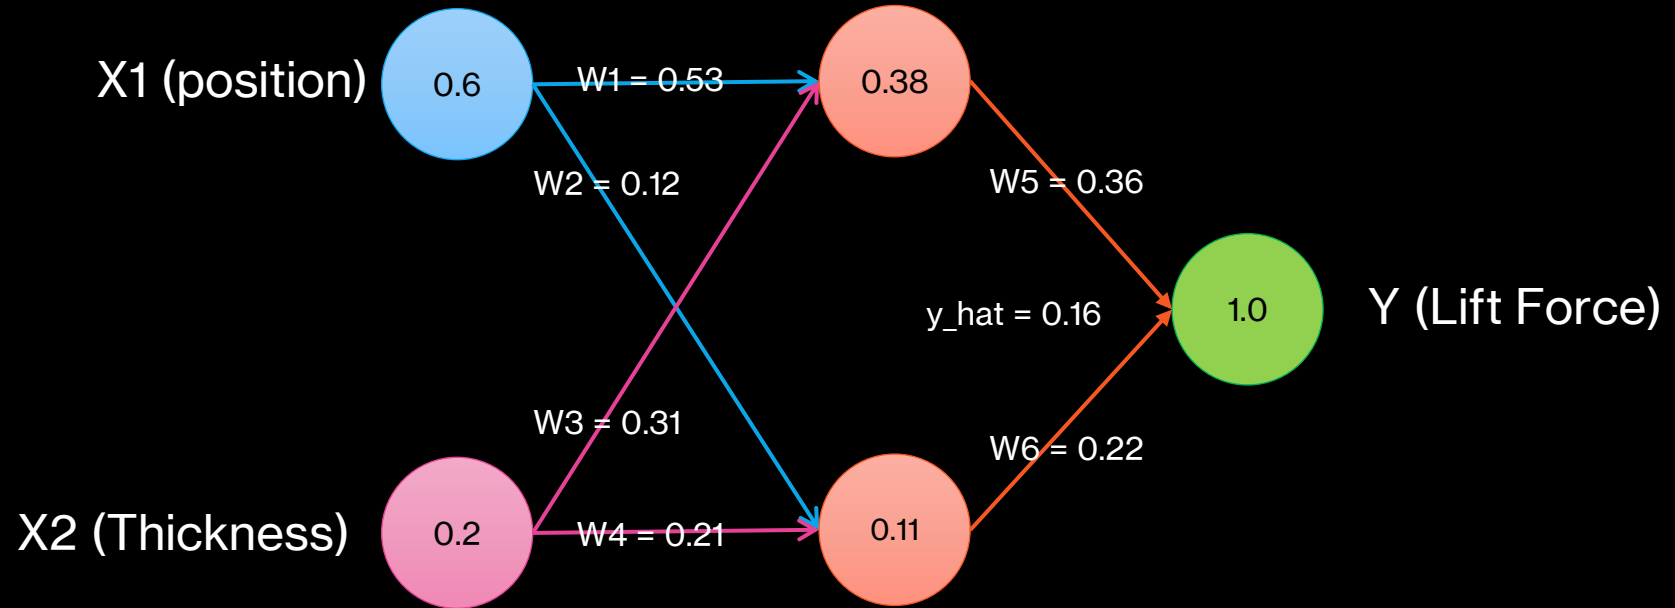 X1 (position)
0.6
W1 = 0.53
0.38
W2 = 0.12
W5 = 0.36
y_hat = 0.16
1.0
Y (Lift Force)
W3 = 0.31
W6 = 0.22
X2 (Thickness)
0.2
W4 = 0.21
0.11